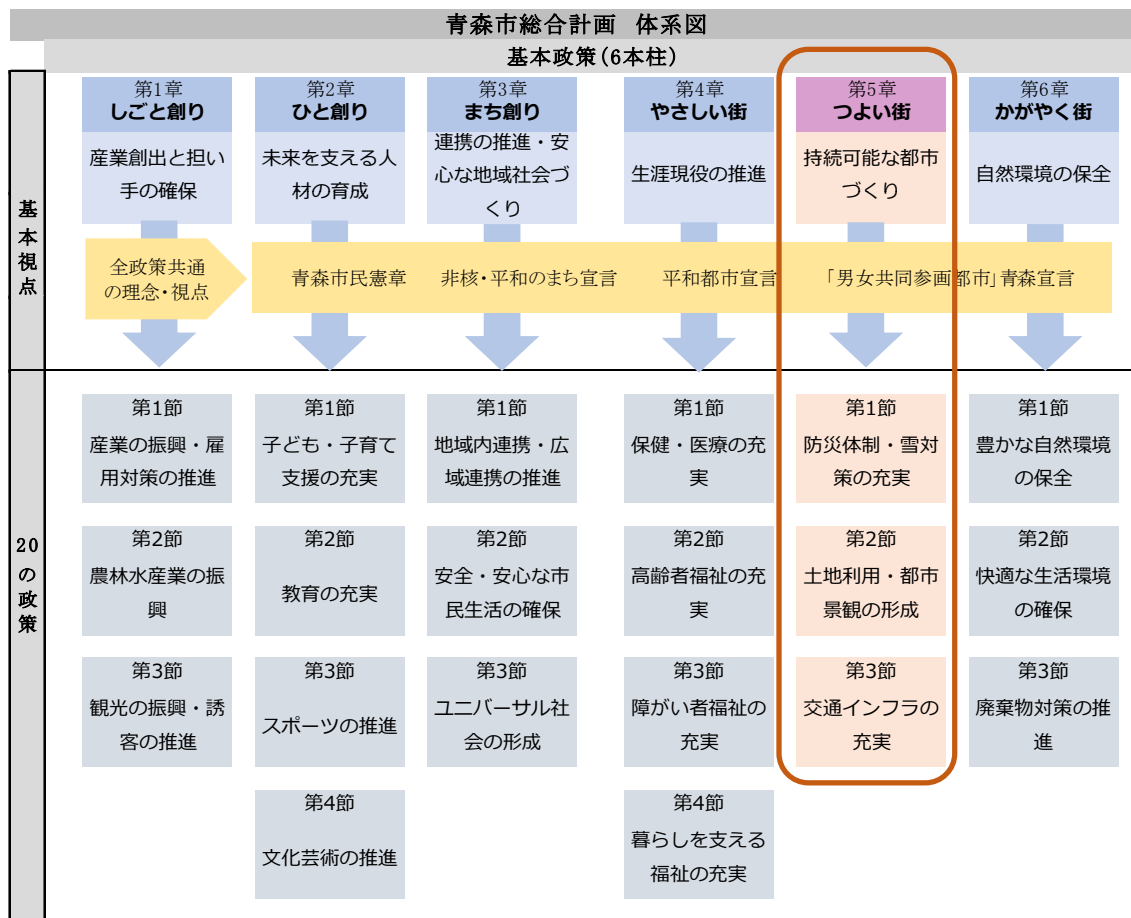 青森市総合計画 体系図
基本政策(6本柱)
基本視点
第1章
しごと創り
産業創出と担い
手の確保
第2章
ひと創り
未来を支える人
材の育成
第3章
まち創り
連携の推進・安
心な地域社会づ
くり
第4章
やさしい街
生涯現役の推進
第5章
つよい街
持続可能な都市
づくり
第6章
かがやく街
自然環境の保全
全政策共通
の理念・視点
青森市民憲章 非核・平和のまち宣言 平和都市宣言 「男女共同参画都市」青森宣言
20の政策
第1節
産業の振興・雇
用対策の推進
第1節
子ども・子育て
支援の充実
第1節
地域内連携・広
域連携の推進
第1節
保健・医療の充
実
第1節
防災体制・雪対
策の充実
第1節
豊かな自然環境
の保全
第2節
農林水産業の振
興
第2節
教育の充実
第2節
安全・安心な市
民生活の確保
第2節
高齢者福祉の充
実
第2節
土地利用・都市
景観の形成
第2節
快適な生活環境
の確保
第3節
観光の振興・誘
客の推進
第3節
スポーツの推進
第3節
ユニバーサル社
会の形成
第3節
障がい者福祉の
充実
第3節
交通インフラの
充実
第3節
廃棄物対策の推
進
第4節
文化芸術の推進
第4節
暮らしを支える
福祉の充実